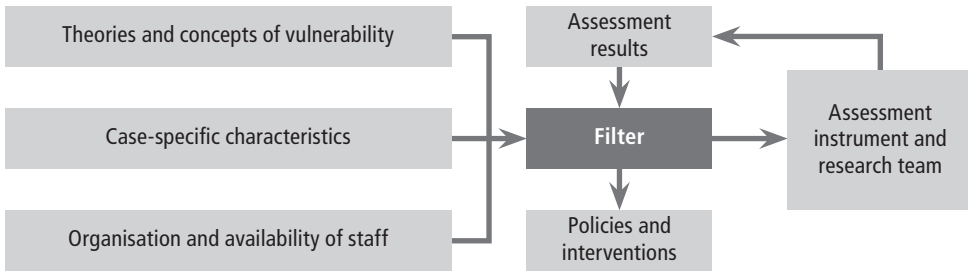 Theories and concepts of vulnerability
Case-specific characteristics
Organisation and availability of staff
Assessment
results
Filter
Policies and
interventions
Assessment
instrument and
research team